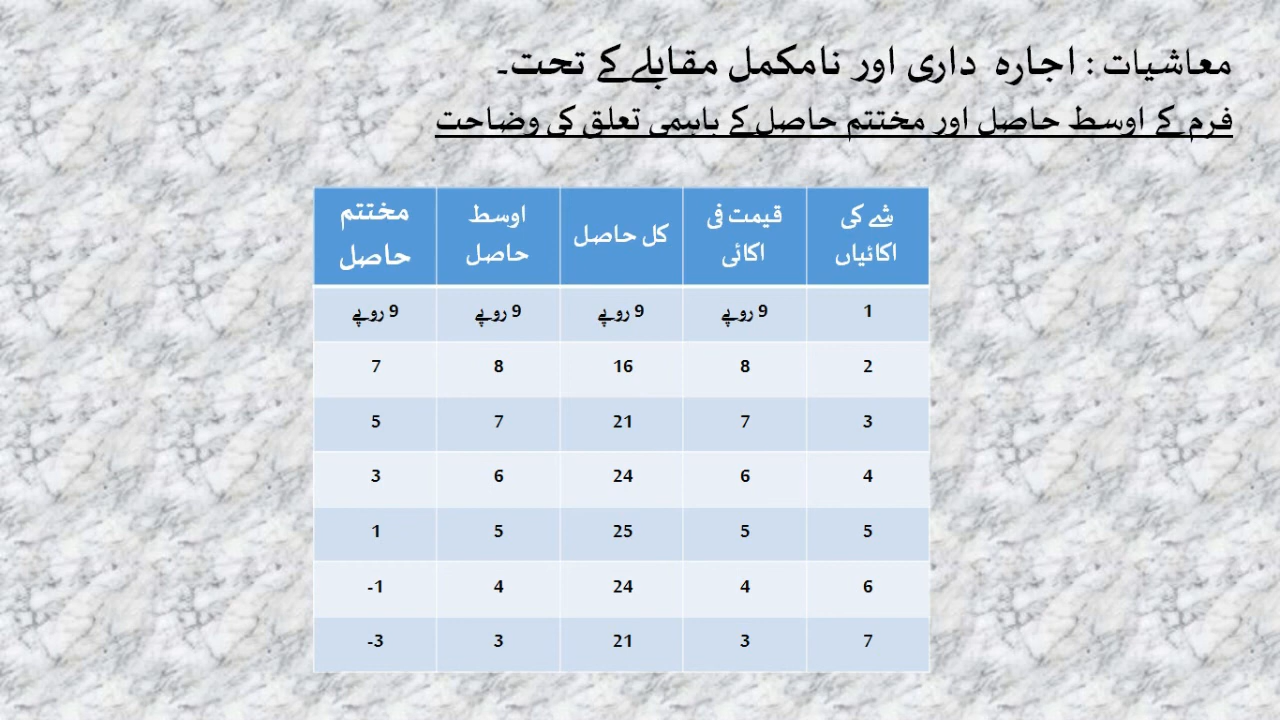 معاشیات : اجارہ داری اور نامکمل مقابلے کے تحت۔
فرم کے اوسط حاصل اور مختتم حاصل کے باہمی تعلق کی وضاحت
شے کی اکائیاں قیمت فی اکائی کل حاصل اوسط حاصل مختتم حاصل
1 9 روپے 9 روپے 9 روپے 9 روپے
2 8 16 8 7
3 7 21 7 5
4 6 24 6 3
5 5 25 5 1
6 4 24 4 -1
7 3 21 3 -3